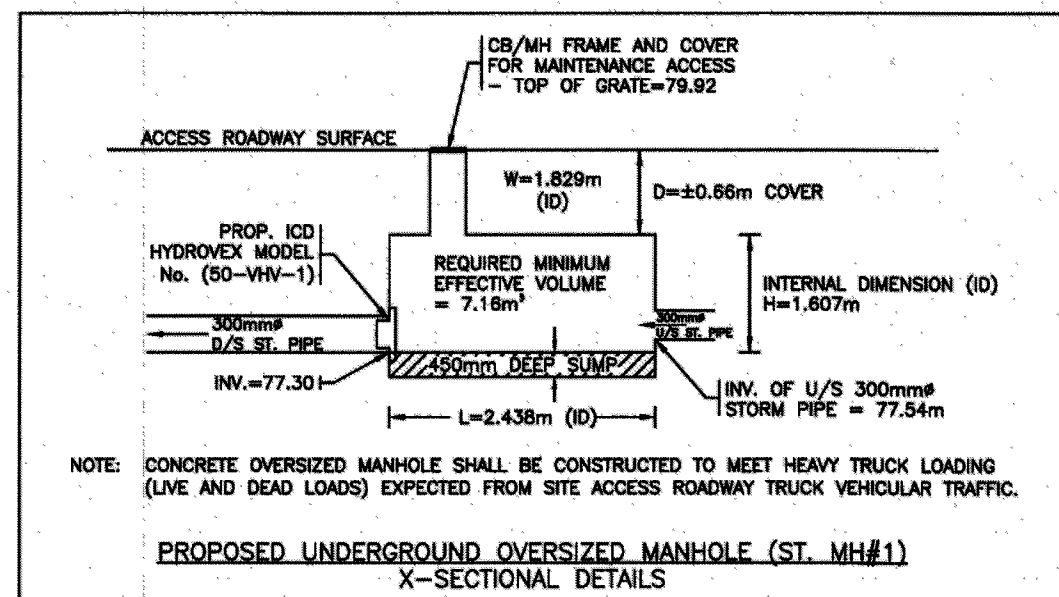 CB/MH FRAME AND COVER
FOR MAINTENANCE ACCESS
- TOP OF GRATE=79.92
ACCESS ROADWAY SURFACE
W=1.829m
(ID)
D=±0.66m COVER
PROP. ICD
HYDROVEX MODEL
No. (50-VHV-1)
REQUIRED MINIMUM
EFFECTIVE VOLUME
= 7.16m³
INTERNAL DIMENSION (ID)
H=1.607m
300mmø
D/S ST. PIPE
300mmø
U/S ST. PIPE
450mm DEEP SUMP
INV.=77.30
L=2.438m (ID)
INV. OF U/S 300mmø
STORM PIPE = 77.54m
NOTE: CONCRETE OVERSIZED MANHOLE SHALL BE CONSTRUCTED TO MEET HEAVY TRUCK LOADING
(LIVE AND DEAD LOADS) EXPECTED FROM SITE ACCESS ROADWAY TRUCK VEHICULAR TRAFFIC.
PROPOSED UNDERGROUND OVERSIZED MANHOLE (ST. MH#1)
X-SECTIONAL DETAILS